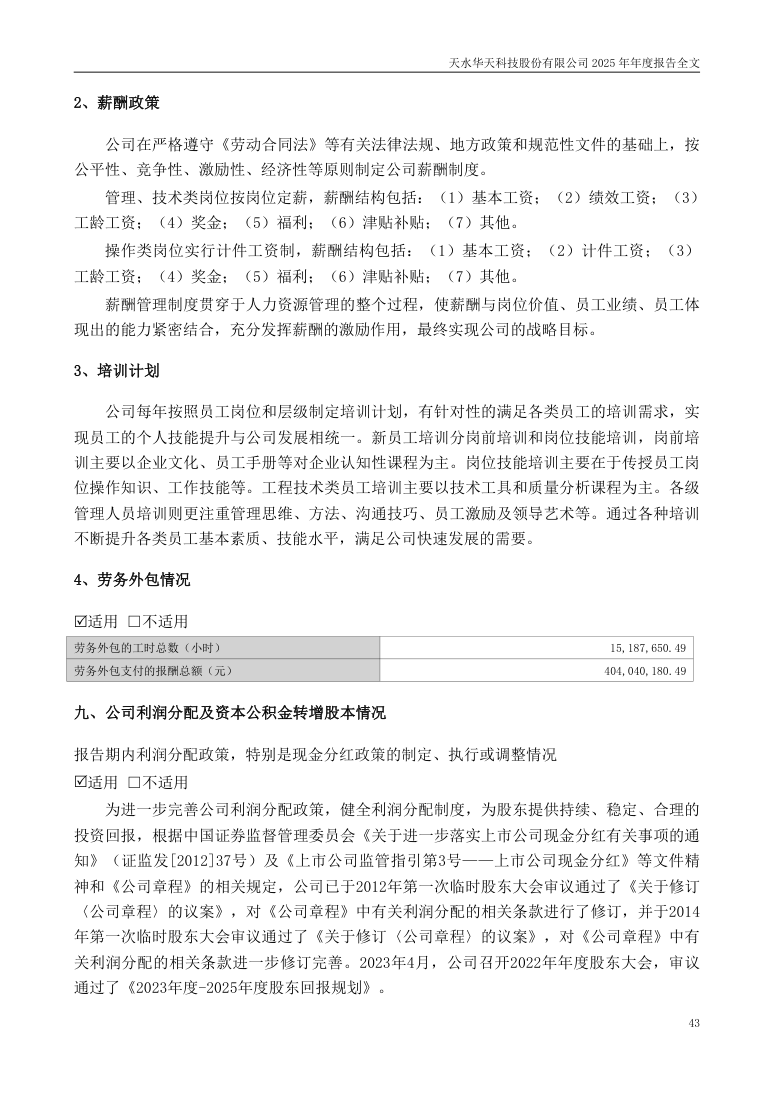 天水华天科技股份有限公司 2025 年年度报告全文
2、薪酬政策
公司在严格遵守《劳动合同法》等有关法律法规、地方政策和规范性文件的基础上，按
公平性、竞争性、激励性、经济性等原则制定公司薪酬制度。
管理、技术类岗位按岗位定薪，薪酬结构包括：（1）基本工资；（2）绩效工资；（3）
工龄工资；（4）奖金；（5）福利；（6）津贴补贴；（7）其他。
操作类岗位实行计件工资制，薪酬结构包括：（1）基本工资；（2）计件工资；（3）
工龄工资；（4）奖金；（5）福利；（6）津贴补贴；（7）其他。
薪酬管理制度贯穿于人力资源管理的整个过程，使薪酬与岗位价值、员工业绩、员工体
现出的能力紧密结合，充分发挥薪酬的激励作用，最终实现公司的战略目标。
3、培训计划
公司每年按照员工岗位和层级制定培训计划，有针对性的满足各类员工的培训需求，实
现员工的个人技能提升与公司发展相统一。新员工培训分岗前培训和岗位技能培训，岗前培
训主要以企业文化、员工手册等对企业认知性课程为主。岗位技能培训主要在于传授员工岗
位操作知识、工作技能等。工程技术类员工培训主要以技术工具和质量分析课程为主。各级
管理人员培训则更注重管理思维、方法、沟通技巧、员工激励及领导艺术等。通过各种培训
不断提升各类员工基本素质、技能水平，满足公司快速发展的需要。
4、劳务外包情况
☑适用 □不适用
劳务外包的工时总数（小时） 15,187,650.49
劳务外包支付的报酬总额（元） 404,040,180.49
九、公司利润分配及资本公积金转增股本情况
报告期内利润分配政策，特别是现金分红政策的制定、执行或调整情况
☑适用 □不适用
为进一步完善公司利润分配政策，健全利润分配制度，为股东提供持续、稳定、合理的
投资回报，根据中国证券监督管理委员会《关于进一步落实上市公司现金分红有关事项的通
知》（证监发[2012]37号）及《上市公司监管指引第3号——上市公司现金分红》等文件精
神和《公司章程》的相关规定，公司已于2012年第一次临时股东大会审议通过了《关于修订
〈公司章程〉的议案》，对《公司章程》中有关利润分配的相关条款进行了修订，并于2014
年第一次临时股东大会审议通过了《关于修订〈公司章程〉的议案》，对《公司章程》中有
关利润分配的相关条款进一步修订完善。2023年4月，公司召开2022年年度股东大会，审议
通过了《2023年度-2025年度股东回报规划》。
43